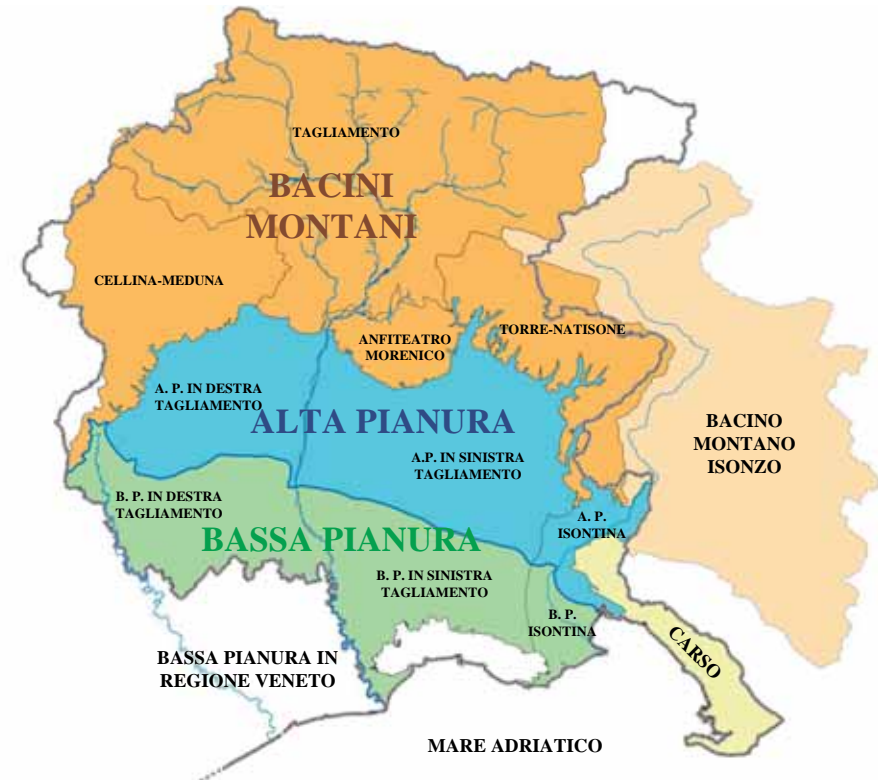 TAGLIAMENTO
BACINI
MONTANI
CELLINA-MEDUNA
ANFITEATRO
MORENICO
TORRE-NATISONE
A. P. IN DESTRA
TAGLIAMENTO
ALTA PIANURA
BACINO
MONTANO
ISONZO
A.P. IN SINISTRA
TAGLIAMENTO
B. P. IN DESTRA
TAGLIAMENTO
A. P.
ISONTINA
BASSA PIANURA
B. P. IN SINISTRA
TAGLIAMENTO
B. P.
ISONTINA
CARSO
BASSA PIANURA IN
REGIONE VENETO
MARE ADRIATICO